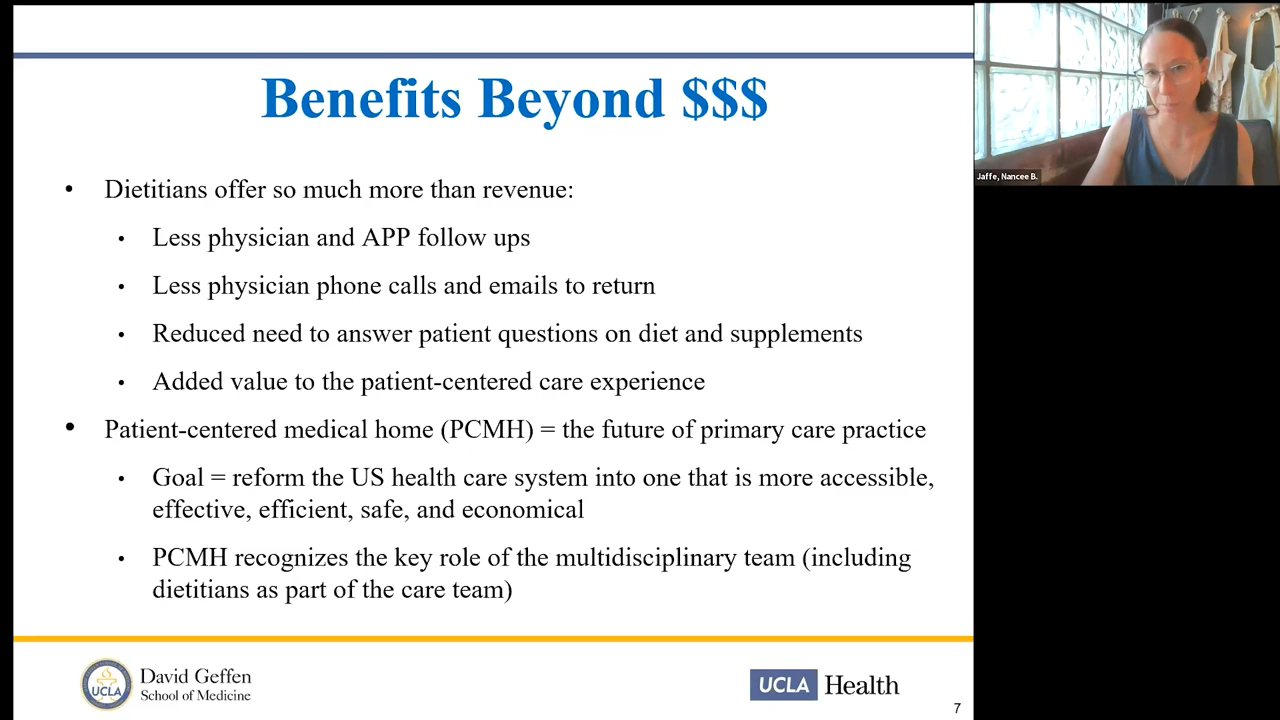 Benefits Beyond $$$
• Dietitians offer so much more than revenue:
• Less physician and APP follow ups
• Less physician phone calls and emails to return
• Reduced need to answer patient questions on diet and supplements
• Added value to the patient-centered care experience
• Patient-centered medical home (PCMH) = the future of primary care practice
• Goal = reform the US health care system into one that is more accessible,
effective, efficient, safe, and economical
• PCMH recognizes the key role of the multidisciplinary team (including
dietitians as part of the care team)
UCLA
David Geffen
School of Medicine
UCLA Health
7
Jaffe, Nancee B.